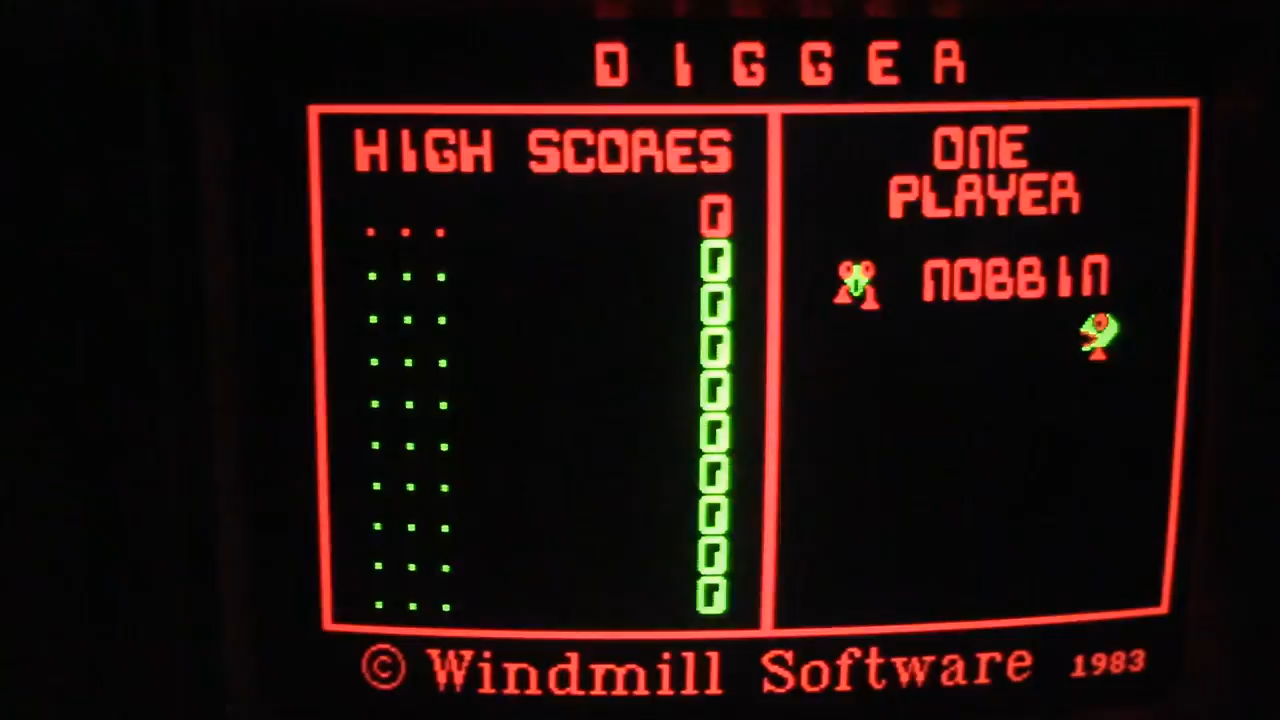 DIGGER
HIGH SCORES
... 0
... 0
... 0
... 0
... 0
... 0
... 0
... 0
... 0
... 0
ONE
PLAYER
NOBBIN
© Windmill Software 1983